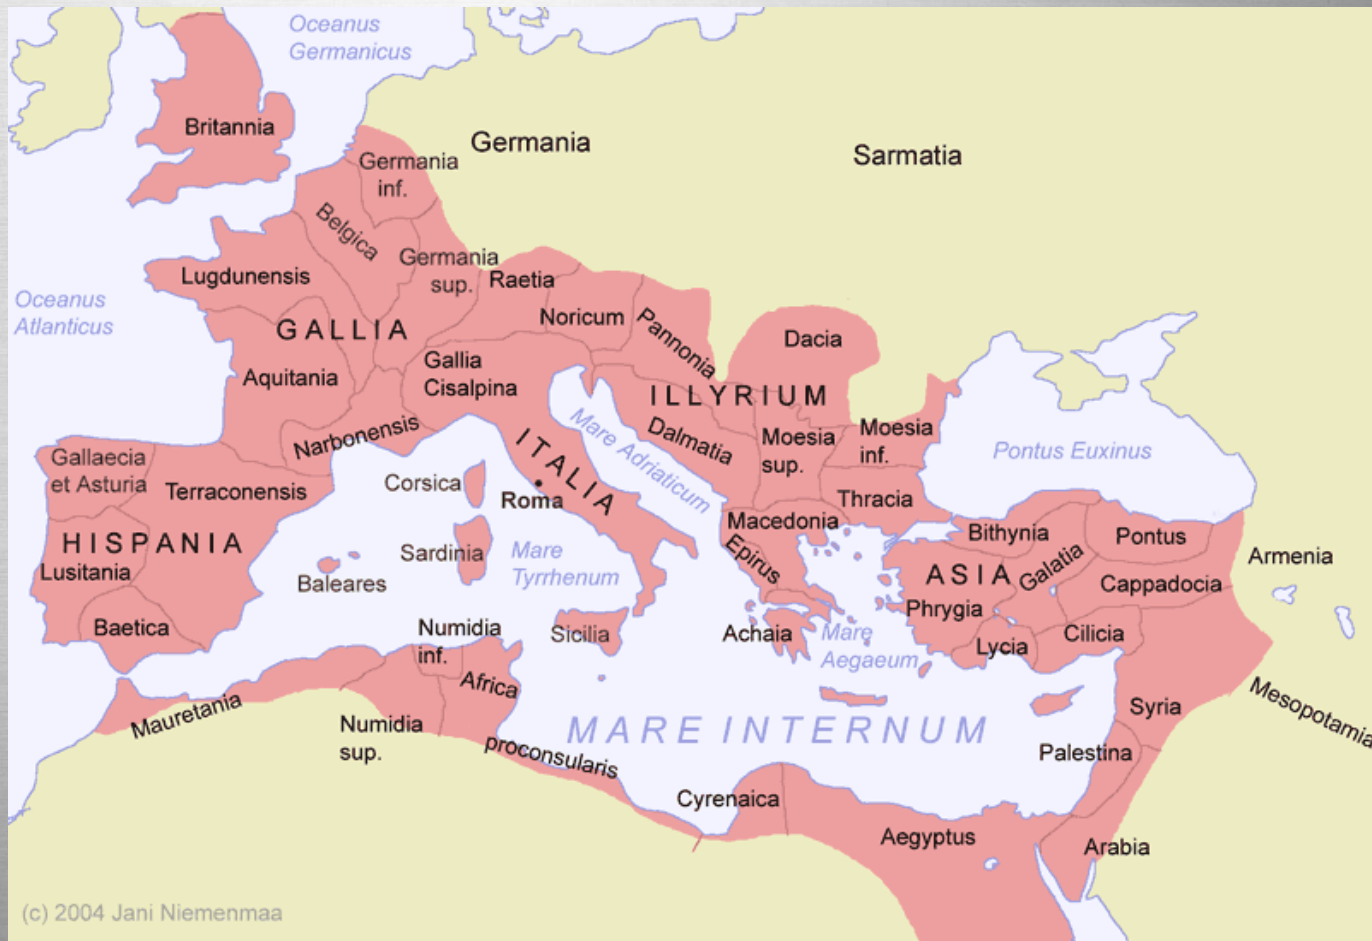 Oceanus
Germanicus
Britannia
Germania
Sarmatia
Germania
inf.
Belgica
Germania
sup.
Lugdunensis
Raetia
Oceanus
Atlanticus
GALLIA
Noricum
Pannonia
Dacia
Gallia
Cisalpina
Aquitania
ILLYRIUM
Narbonensis
ITALIA
Mare Adriaticum
Dalmatia
Moesia
sup.
Moesia
inf.
Pontus Euxinus
Gallaecia
et Asturia
Terraconensis
Corsica
Roma
Thracia
HISPANIA
Lusitania
Sardinia
Mare
Tyrrhenum
Macedonia
Epirus
Bithynia
Pontus
Armenia
ASIA
Galatia
Cappadocia
Baleares
Phrygia
Baetica
Numidia
inf.
Sicilia
Achaia
Mare
Aegaeum
Lycia
Cilicia
Africa
proconsularis
Mauretania
Numidia
sup.
MARE INTERNUM
Syria
Mesopotamia
Palestina
Cyrenaica
Aegyptus
Arabia
(c) 2004 Jani Niemenmaa